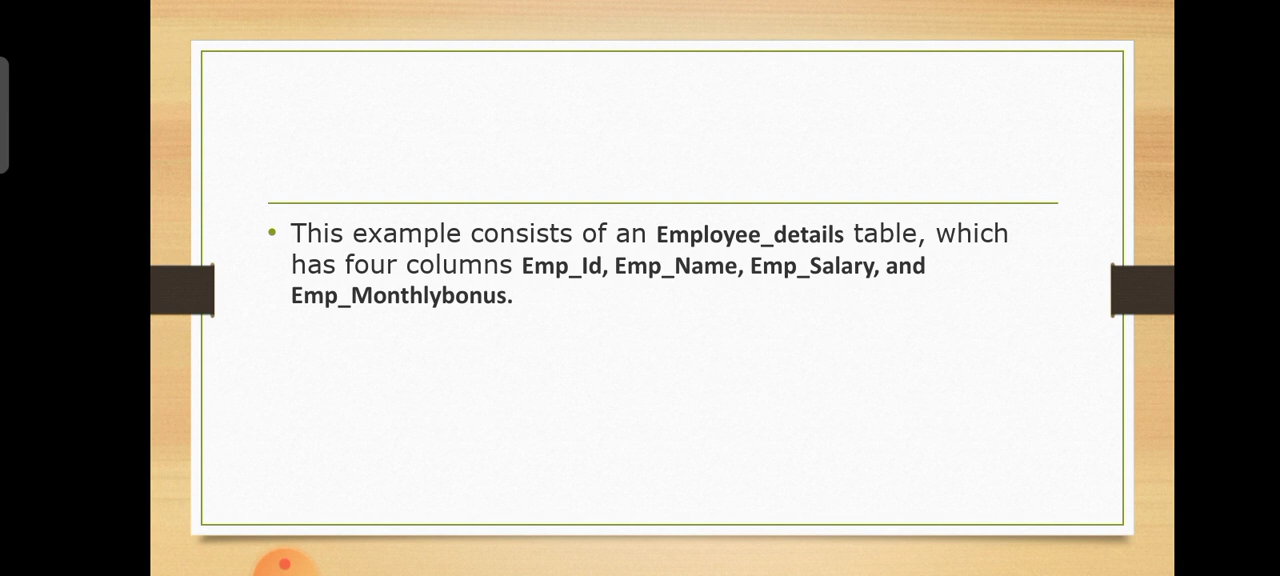 • This example consists of an Employee_details table, which
has four columns Emp_Id, Emp_Name, Emp_Salary, and
Emp_Monthlybonus.